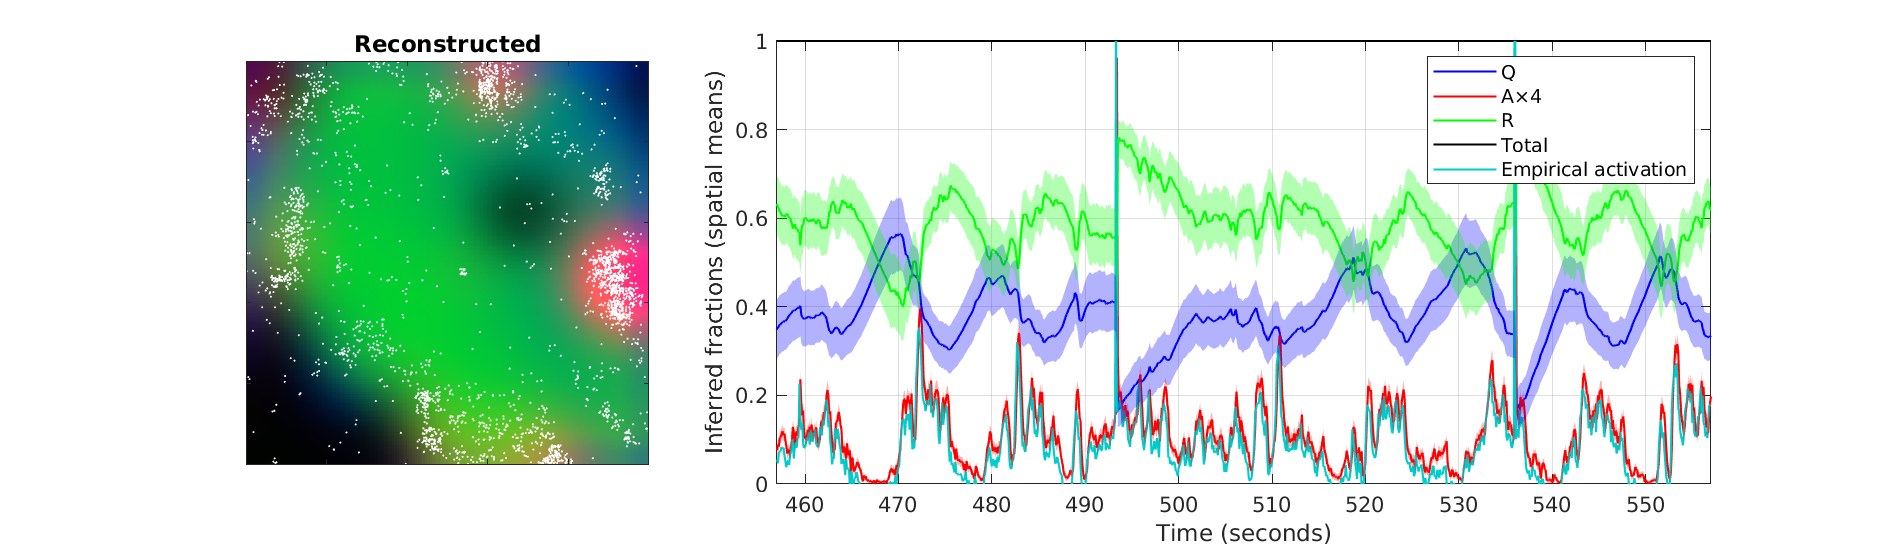 Reconstructed
Inferred fractions (spatial means)
1
0.8
0.6
0.4
0.2
0
460 470 480 490 500 510 520 530 540 550
Time (seconds)
Q
A×4
R
Total
Empirical activation